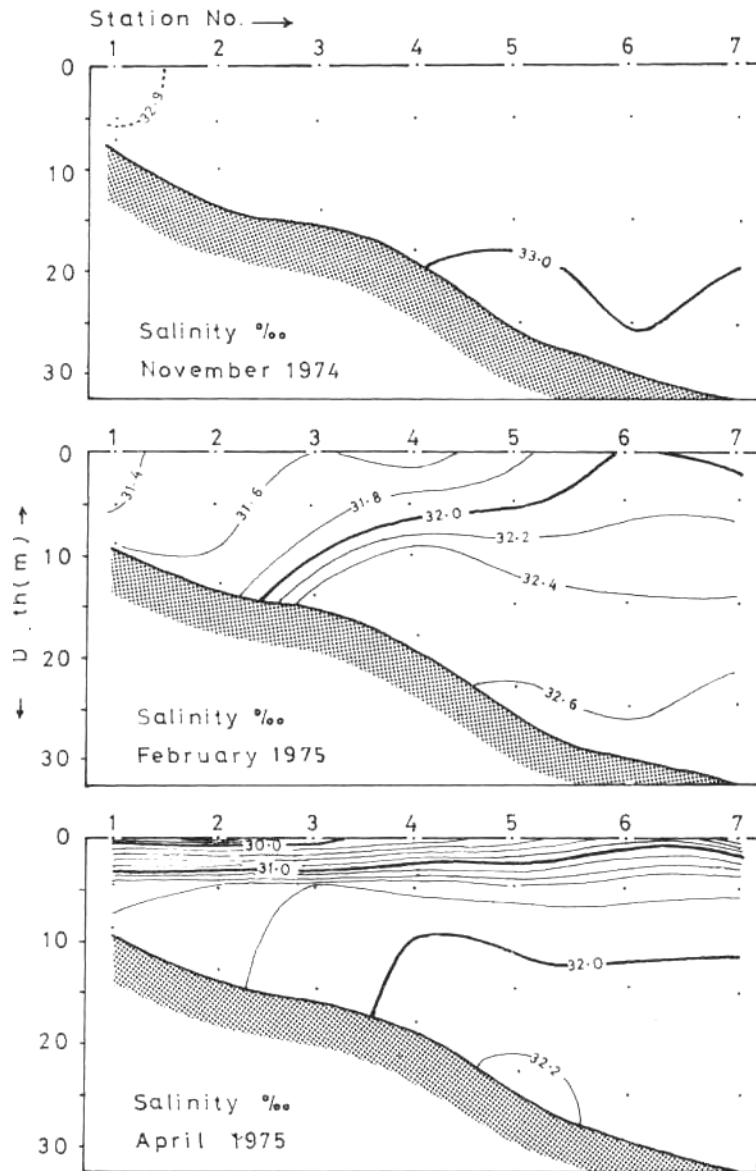 Station No. →
1 2 3 4 5 6 7
0
32.9
10
20
33.0
30
Salinity ‰
November 1974
1 2 3 4 5 6 7
0
31.4
31.6
31.8
32.0
32.2
10
32.4
20
32.6
30
Salinity ‰
February 1975
← D . th(m) →
1 2 3 4 5 6 7
0
30.0
31.0
10
32.0
20
32.2
30
Salinity ‰
April 1975